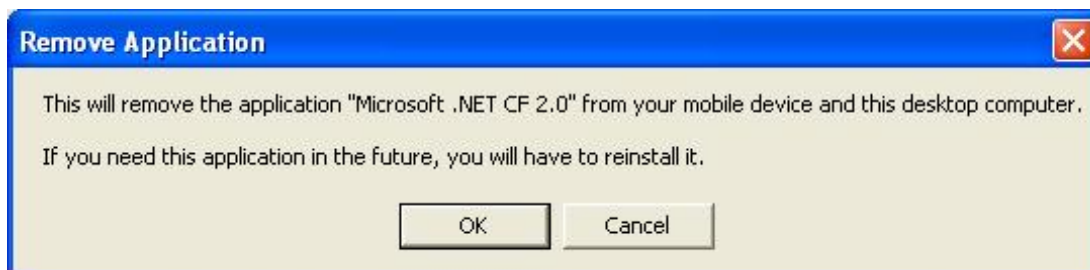 Remove Application
This will remove the application "Microsoft .NET CF 2.0" from your mobile device and this desktop computer.
If you need this application in the future, you will have to reinstall it.
OK Cancel